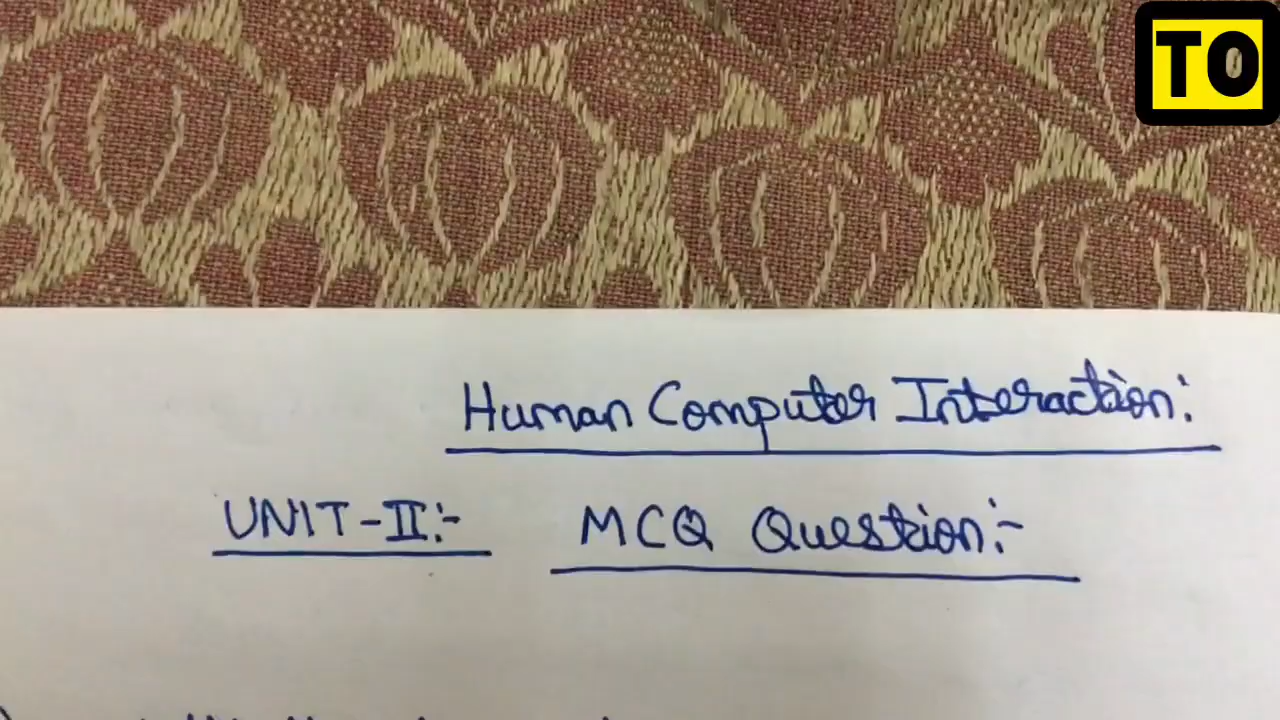 TO
Human Computer Interaction:
UNIT-II:- MCQ Question:-